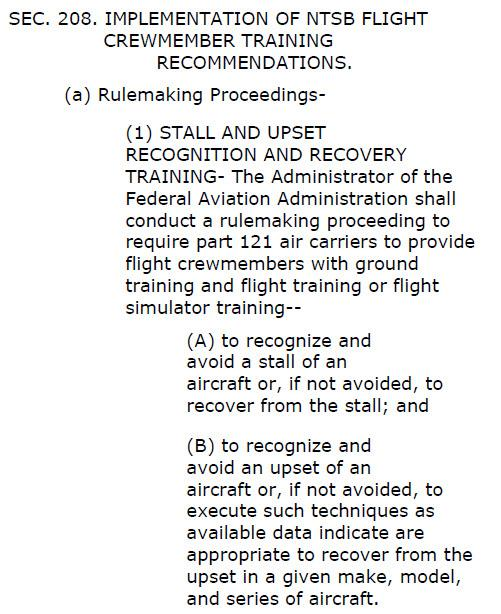 SEC. 208. IMPLEMENTATION OF NTSB FLIGHT
CREWMEMBER TRAINING
RECOMMENDATIONS.
(a) Rulemaking Proceedings-
(1) STALL AND UPSET
RECOGNITION AND RECOVERY
TRAINING- The Administrator of the
Federal Aviation Administration shall
conduct a rulemaking proceeding to
require part 121 air carriers to provide
flight crewmembers with ground
training and flight training or flight
simulator training--
(A) to recognize and
avoid a stall of an
aircraft or, if not avoided, to
recover from the stall; and
(B) to recognize and
avoid an upset of an
aircraft or, if not avoided, to
execute such techniques as
available data indicate are
appropriate to recover from the
upset in a given make, model,
and series of aircraft.